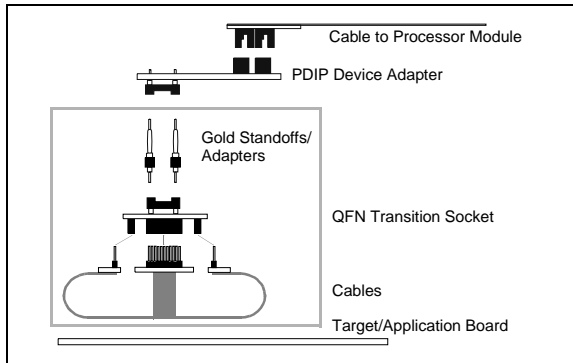 Cable to Processor Module
PDIP Device Adapter
Gold Standoffs/
Adapters
QFN Transition Socket
Cables
Target/Application Board